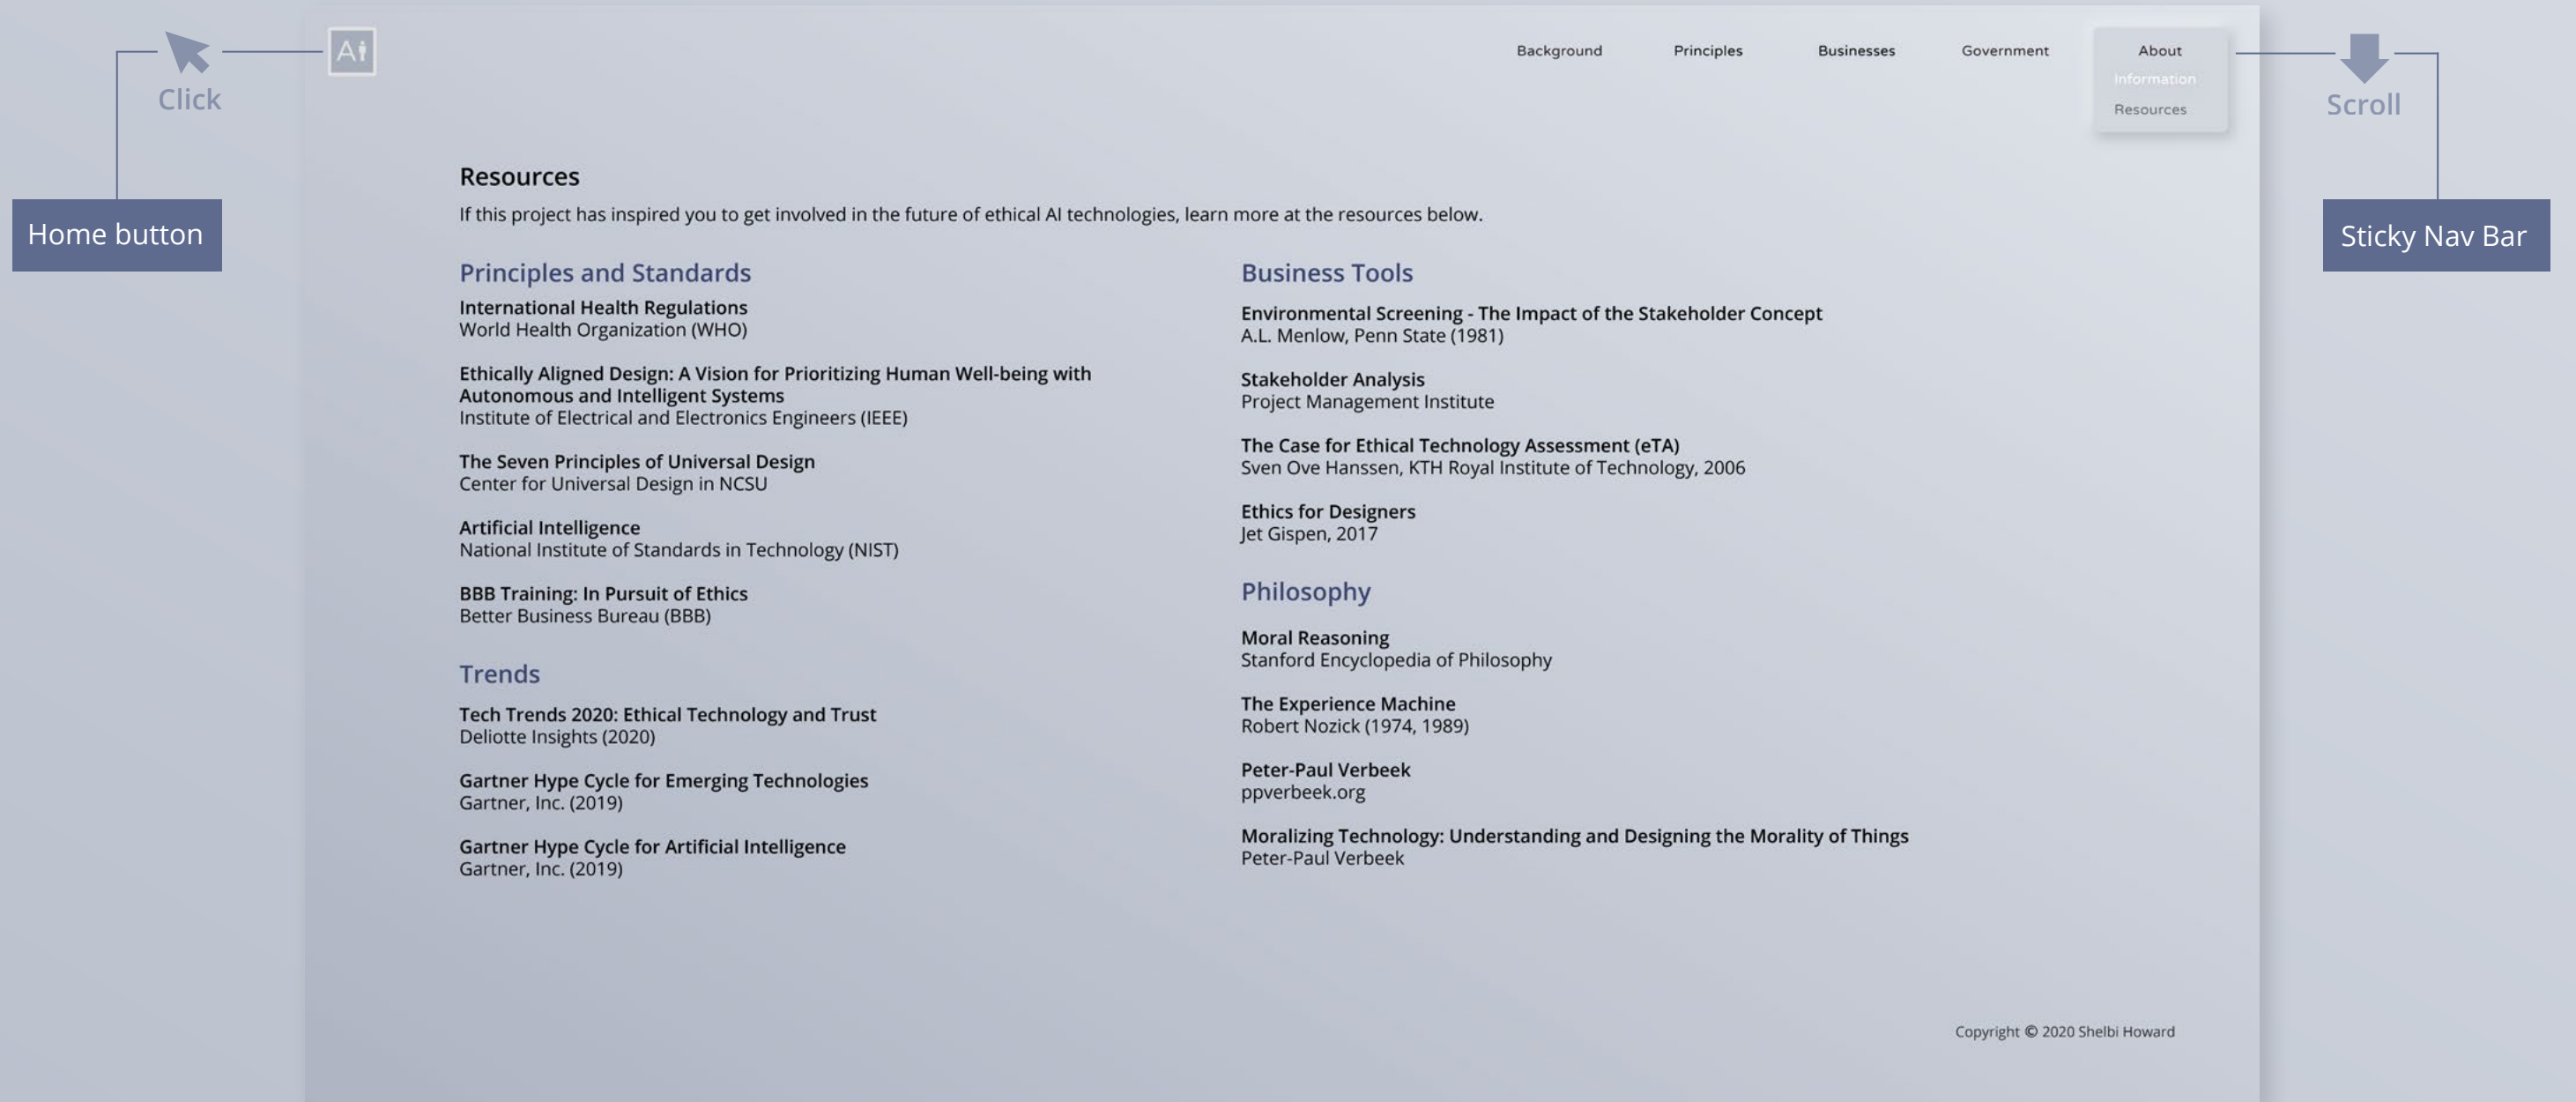 Click
Home button
Ai
Background
Principles
Businesses
Government
About
Information
Resources
Scroll
Sticky Nav Bar
Resources
If this project has inspired you to get involved in the future of ethical AI technologies, learn more at the resources below.
Principles and Standards
International Health Regulations
World Health Organization (WHO)
Ethically Aligned Design: A Vision for Prioritizing Human Well-being with
Autonomous and Intelligent Systems
Institute of Electrical and Electronics Engineers (IEEE)
The Seven Principles of Universal Design
Center for Universal Design in NCSU
Artificial Intelligence
National Institute of Standards in Technology (NIST)
BBB Training: In Pursuit of Ethics
Better Business Bureau (BBB)
Trends
Tech Trends 2020: Ethical Technology and Trust
Deliotte Insights (2020)
Gartner Hype Cycle for Emerging Technologies
Gartner, Inc. (2019)
Gartner Hype Cycle for Artificial Intelligence
Gartner, Inc. (2019)
Business Tools
Environmental Screening - The Impact of the Stakeholder Concept
A.L. Menlow, Penn State (1981)
Stakeholder Analysis
Project Management Institute
The Case for Ethical Technology Assessment (eTA)
Sven Ove Hanssen, KTH Royal Institute of Technology, 2006
Ethics for Designers
Jet Gispen, 2017
Philosophy
Moral Reasoning
Stanford Encyclopedia of Philosophy
The Experience Machine
Robert Nozick (1974, 1989)
Peter-Paul Verbeek
ppverbeek.org
Moralizing Technology: Understanding and Designing the Morality of Things
Peter-Paul Verbeek
Copyright © 2020 Shelbi Howard